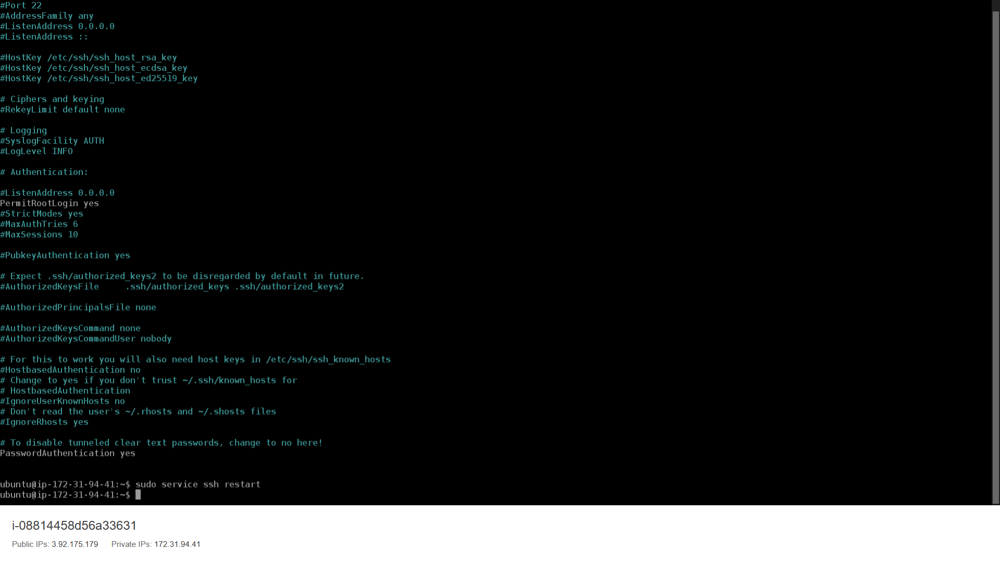 #Port 22
#AddressFamily any
#ListenAddress 0.0.0.0
#ListenAddress ::
#HostKey /etc/ssh/ssh_host_rsa_key
#HostKey /etc/ssh/ssh_host_ecdsa_key
#HostKey /etc/ssh/ssh_host_ed25519_key
# Ciphers and keying
#RekeyLimit default none
# Logging
#SyslogFacility AUTH
#LogLevel INFO
# Authentication:
#ListenAddress 0.0.0.0
PermitRootLogin yes
#StrictModes yes
#MaxAuthTries 6
#MaxSessions 10
#PubkeyAuthentication yes
# Expect .ssh/authorized_keys2 to be disregarded by default in future.
#AuthorizedKeysFile     .ssh/authorized_keys .ssh/authorized_keys2
#AuthorizedPrincipalsFile none
#AuthorizedKeysCommand none
#AuthorizedKeysCommandUser nobody
# For this to work you will also need host keys in /etc/ssh/ssh_known_hosts
#HostbasedAuthentication no
# Change to yes if you don't trust ~/.ssh/known_hosts for
# HostbasedAuthentication
#IgnoreUserKnownHosts no
# Don't read the user's ~/.rhosts and ~/.shosts files
#IgnoreRhosts yes
# To disable tunneled clear text passwords, change to no here!
PasswordAuthentication yes
ubuntu@ip-172-31-94-41:~$ sudo service ssh restart
ubuntu@ip-172-31-94-41:~$
i-08814458d56a33631
Public IPs: 3.92.175.179 Private IPs: 172.31.94.41